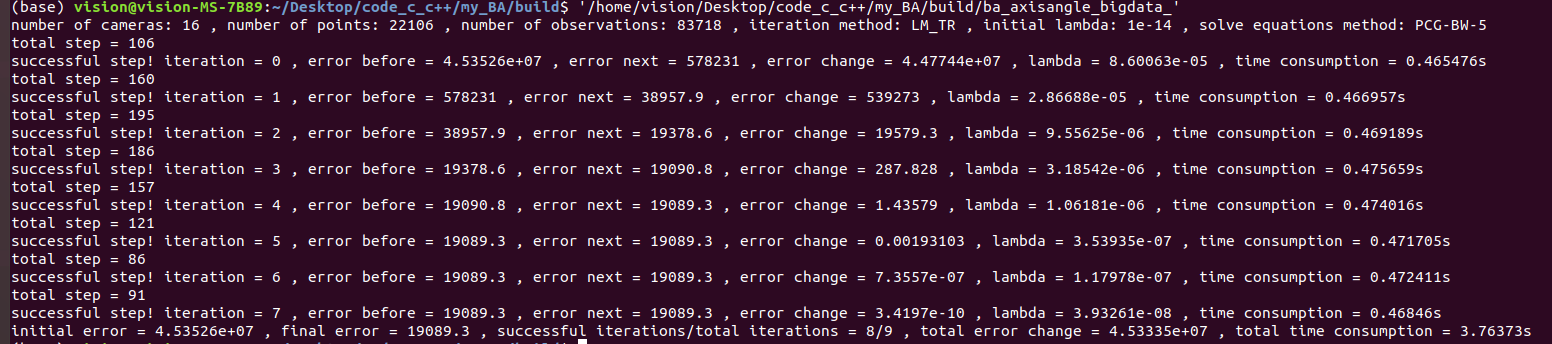 (base) vision@vision-MS-7B89:~/Desktop/code_c_c++/my_BA/build$ '/home/vision/Desktop/code_c_c++/my_BA/build/ba_axisangle_bigdata_'
number of cameras: 16 , number of points: 22106 , number of observations: 83718 , iteration method: LM_TR , initial lambda: 1e-14 , solve equations method: PCG-BW-5
total step = 106
successful step! iteration = 0 , error before = 4.53526e+07 , error next = 578231 , error change = 4.47744e+07 , lambda = 8.60063e-05 , time consumption = 0.465476s
total step = 160
successful step! iteration = 1 , error before = 578231 , error next = 38957.9 , error change = 539273 , lambda = 2.86688e-05 , time consumption = 0.466957s
total step = 195
successful step! iteration = 2 , error before = 38957.9 , error next = 19378.6 , error change = 19579.3 , lambda = 9.55625e-06 , time consumption = 0.469189s
total step = 186
successful step! iteration = 3 , error before = 19378.6 , error next = 19090.8 , error change = 287.828 , lambda = 3.18542e-06 , time consumption = 0.475659s
total step = 157
successful step! iteration = 4 , error before = 19090.8 , error next = 19089.3 , error change = 1.43579 , lambda = 1.06181e-06 , time consumption = 0.474016s
total step = 121
successful step! iteration = 5 , error before = 19089.3 , error next = 19089.3 , error change = 0.00193103 , lambda = 3.53935e-07 , time consumption = 0.471705s
total step = 86
successful step! iteration = 6 , error before = 19089.3 , error next = 19089.3 , error change = 7.3557e-07 , lambda = 1.17978e-07 , time consumption = 0.472411s
total step = 91
successful step! iteration = 7 , error before = 19089.3 , error next = 19089.3 , error change = 3.4197e-10 , lambda = 3.93261e-08 , time consumption = 0.46846s
initial error = 4.53526e+07 , final error = 19089.3 , successful iterations/total iterations = 8/9 , total error change = 4.53335e+07 , total time consumption = 3.76373s